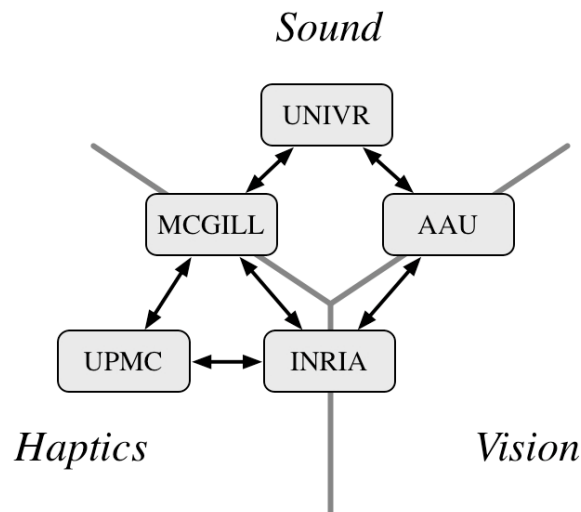 Sound
UNIVR
MCGILL
AAU
UPMC
INRIA
Haptics
Vision